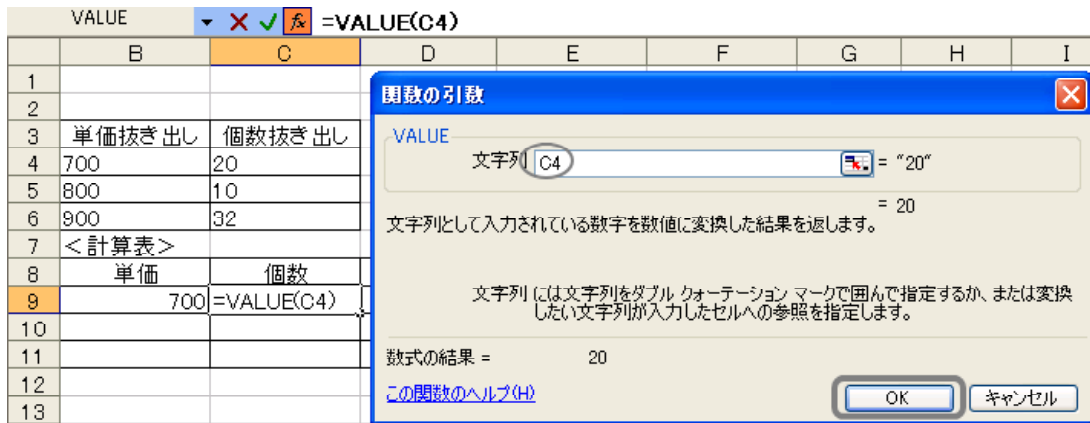 VALUE =VALUE(C4)
B C D E F G H I
1
2
3 単価抜き出し 個数抜き出し
4 700 20
5 800 10
6 900 32
7 <計算表>
8 単価 個数
9 700 =VALUE(C4)
10
11
12
13
関数の引数
VALUE
文字列 C4 = "20"
= 20
文字列として入力されている数字を数値に変換した結果を返します。
文字列 には文字列をダブル クォーテーション マークで囲んで指定するか、または変換
したい文字列が入力したセルへの参照を指定します。
数式の結果 = 20
この関数のヘルプ(H) OK キャンセル